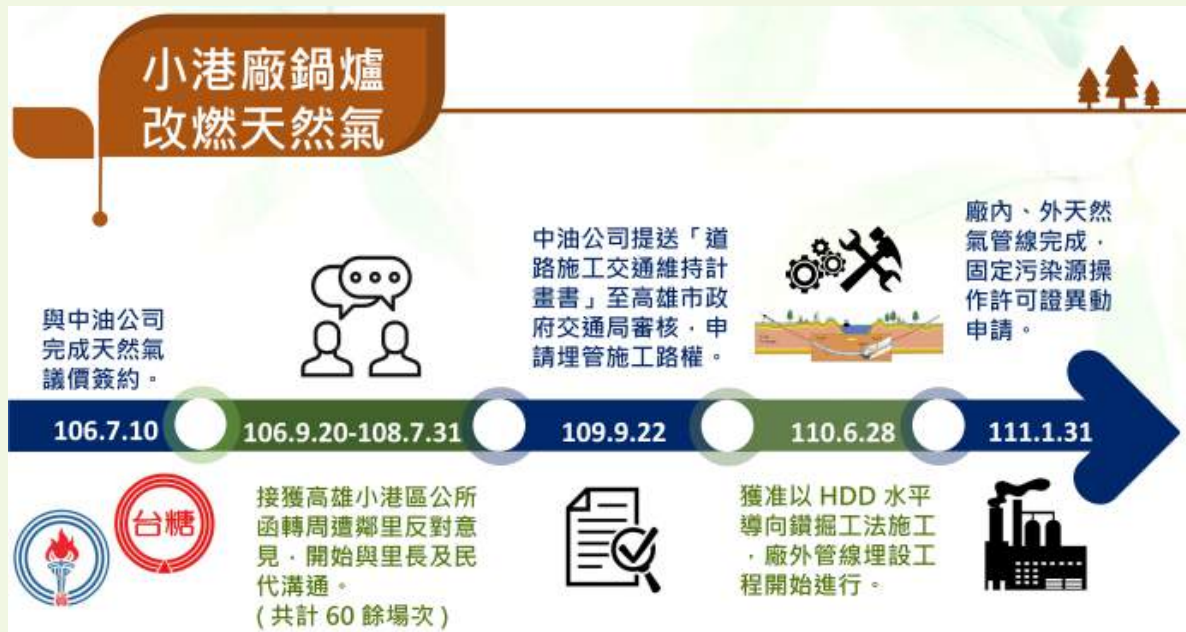 小港廠鍋爐
改燃天然氣
與中油公司
完成天然氣
議價簽約。
106.7.10
台糖
106.9.20-108.7.31
接獲高雄小港區公所
函轉周遭鄰里反對意
見，開始與里長及民
代溝通。
(共計 60 餘場次)
中油公司提送「道
路施工交通維持計
畫書」至高雄市政
府交通局審核，申
請埋管施工路權。
109.9.22
110.6.28
獲准以 HDD 水平
導向鑽掘工法施工
，廠外管線埋設工
程開始進行。
廠內、外天然
氣管線完成，
固定污染源操
作許可證異動
申請。
111.1.31